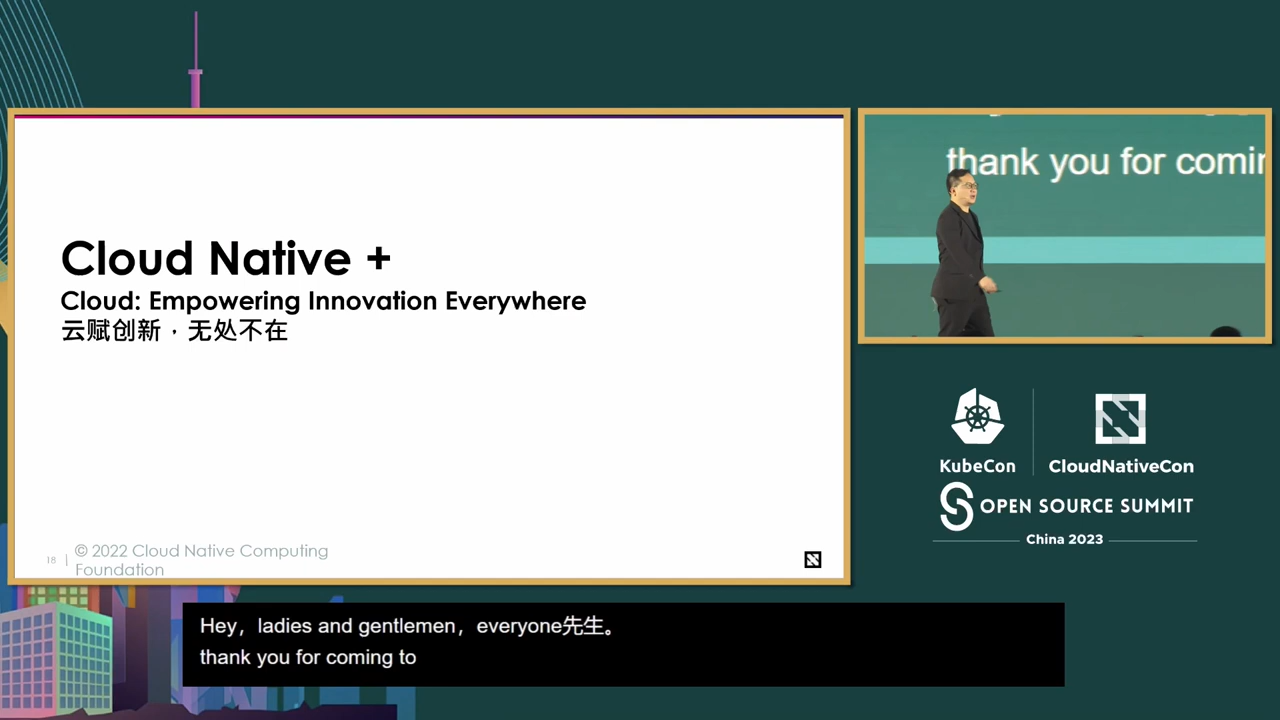 Cloud Native +
Cloud: Empowering Innovation Everywhere
云赋创新，无处不在
18 | © 2022 Cloud Native Computing
Foundation
thank you for comin
KubeCon
CloudNativeCon
OPEN SOURCE SUMMIT
China 2023
Hey，ladies and gentlemen，everyone先生。
thank you for coming to